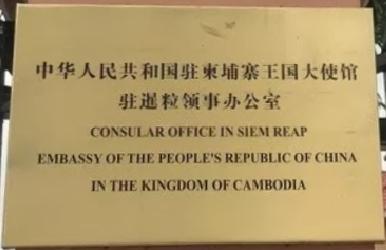 中华人民共和国驻柬埔寨王国大使馆
驻暹粒领事办公室
CONSULAR OFFICE IN SIEM REAP
EMBASSY OF THE PEOPLE'S REPUBLIC OF CHINA
IN THE KINGDOM OF CAMBODIA